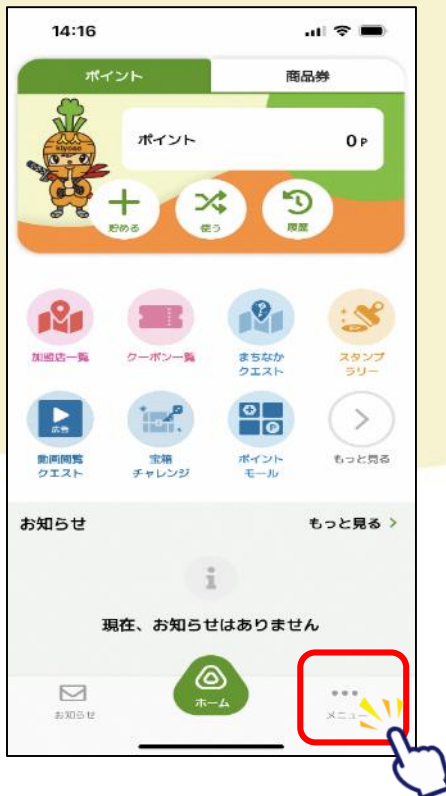 14:16
ポイント
商品券
kiyose
ポイント
0 P
貯める
使う
履歴
加盟店一覧
クーポン一覧
まちなか
クエスト
スタンプ
ラリー
広告
P
動画閲覧
クエスト
宝箱
チャレンジ
ポイント
モール
もっと見る
お知らせ
もっと見る
現在、お知らせはありません
お知らせ
ホーム
メニュー